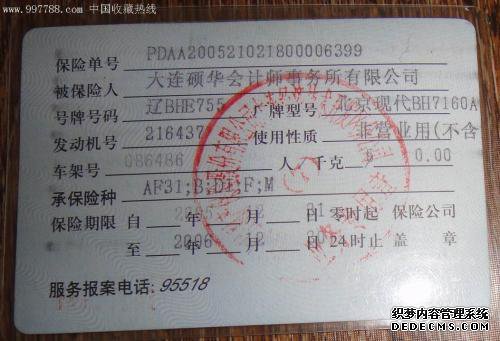 www.997788.com 中国收藏热线
保险单号 PDAA200521021800006399
被保险人 大连硕华会计师事务所有限公司
号牌号码 辽BHE755 厂牌型号 北京现代BH7160A
发动机号 216437 使用性质 非营业用(不含
车架号 086486 人/千克 0.00
承保险种 AF31;B;D1;F;M
保险期限 自 年 月 21 零时起 保险公司
至 2006 年 12 月 20 24时止 盖 章
服务报案电话: 95518
织梦内容管理系统
DEDECMS.COM